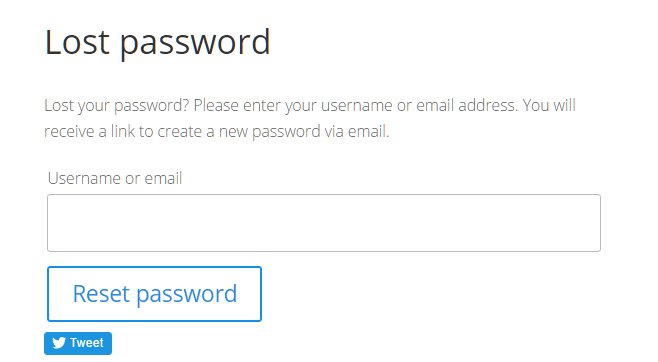 Lost password
Lost your password? Please enter your username or email address. You will
receive a link to create a new password via email.
Username or email
Reset password
Tweet